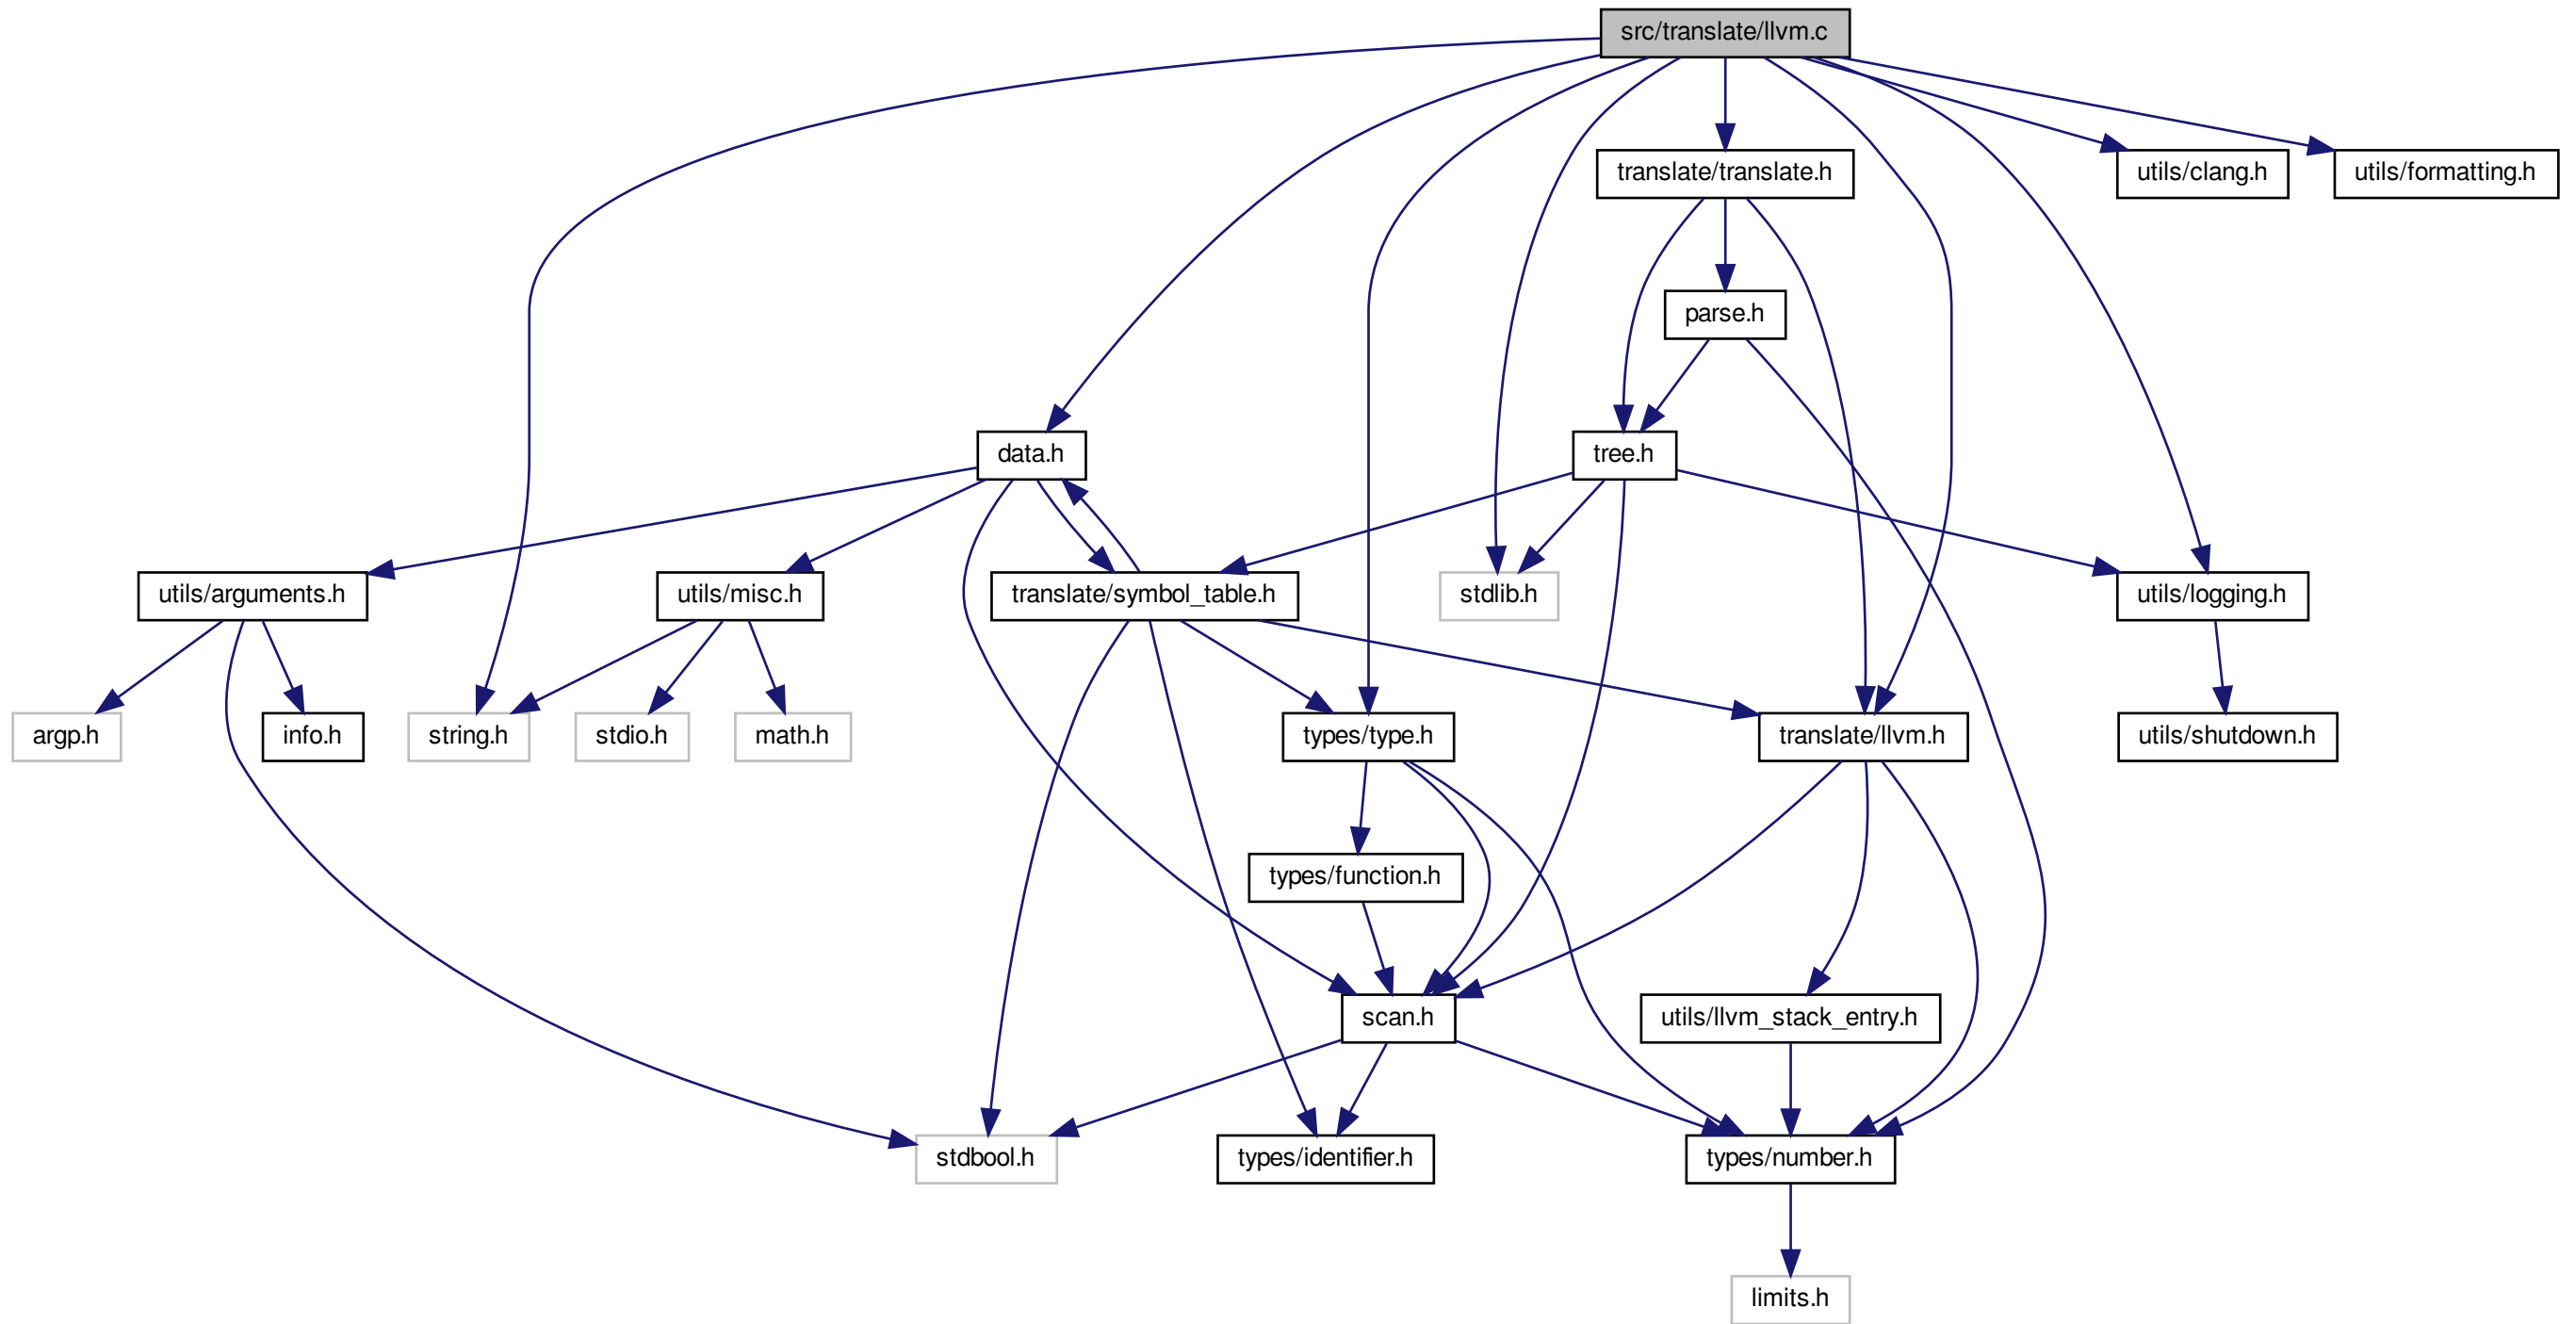 src/translate/llvm.c
translate/translate.h
utils/clang.h
utils/formatting.h
parse.h
data.h
tree.h
utils/arguments.h
utils/misc.h
translate/symbol_table.h
stdlib.h
utils/logging.h
argp.h
info.h
string.h
stdio.h
math.h
types/type.h
translate/llvm.h
utils/shutdown.h
types/function.h
scan.h
utils/llvm_stack_entry.h
stdbool.h
types/identifier.h
types/number.h
limits.h